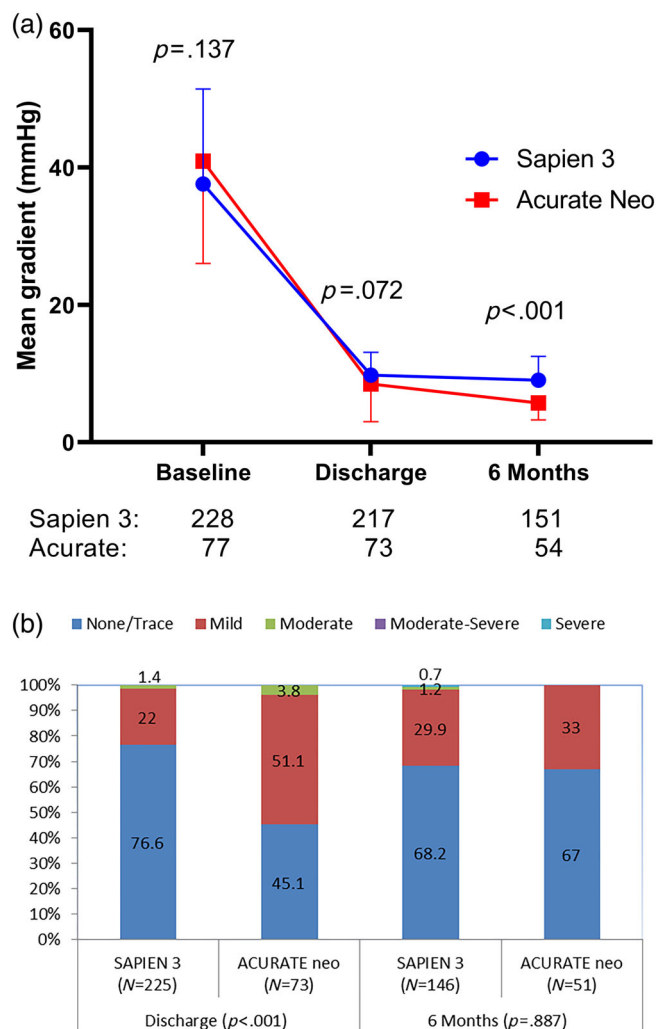 (a)
60
40
20
0
Mean gradient (mmHg)
p=.137
p=.072
p<.001
Sapien 3
Acurate Neo
Baseline Discharge 6 Months
Sapien 3: 228 217 151
Acurate: 77 73 54
(b)
None/Trace Mild Moderate Moderate-Severe Severe
100%
90%
80%
70%
60%
50%
40%
30%
20%
10%
0%
1.4
22
76.6
3.8
51.1
45.1
0.7
1.2
29.9
68.2
33
67
SAPIEN 3 ACURATE neo SAPIEN 3 ACURATE neo
(N=225) (N=73) (N=146) (N=51)
Discharge (p<.001) 6 Months (p=.887)